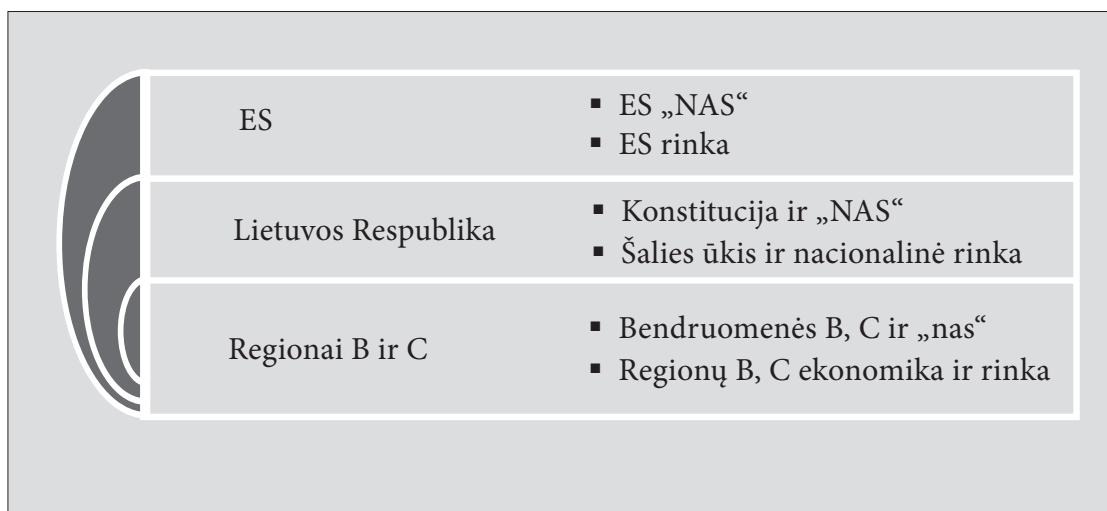 ES
▪ ES „NAS“
▪ ES rinka
Lietuvos Respublika
▪ Konstitucija ir „NAS“
▪ Šalies ūkis ir nacionalinė rinka
Regionai B ir C
▪ Bendruomenės B, C ir „nas“
▪ Regionų B, C ekonomika ir rinka